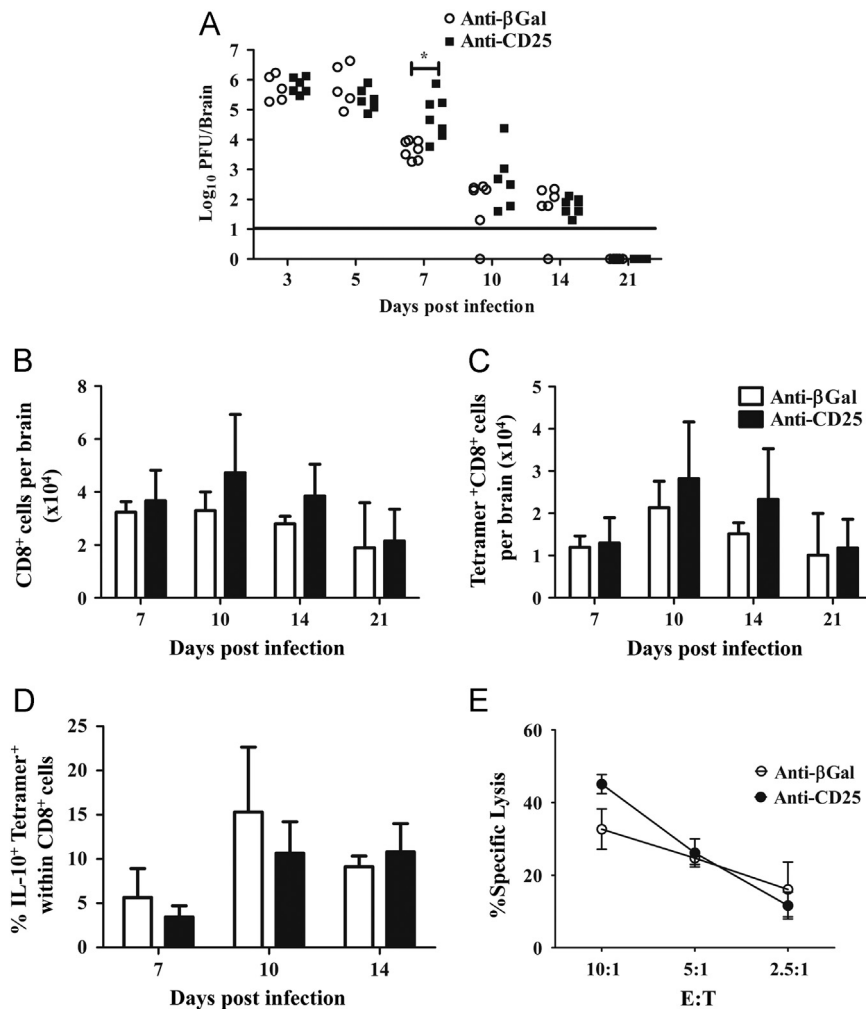 A
Anti-βGal
Anti-CD25
*
Log₁₀ PFU/Brain
7
6
5
4
3
2
1
0
3 5 7 10 14 21
Days post infection
B
CD8⁺ cells per brain
(x10⁴)
8
6
4
2
0
7 10 14 21
Days post infection
C
Anti-βGal
Anti-CD25
Tetramer⁺CD8⁺ cells
per brain (x10⁴)
5
4
3
2
1
0
7 10 14 21
Days post infection
D
% IL-10⁺ Tetramer⁺
within CD8⁺ cells
25
20
15
10
5
0
7 10 14
Days post infection
E
Anti-βGal
Anti-CD25
%Specific Lysis
60
40
20
0
10:1 5:1 2.5:1
E:T